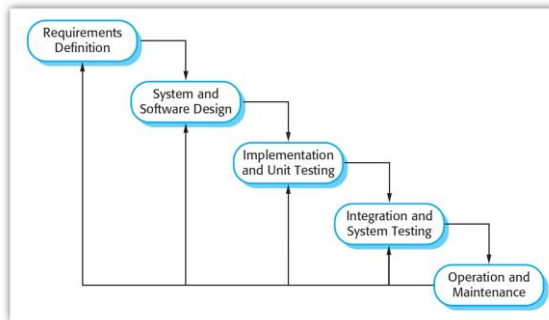 Requirements
Definition
System and
Software Design
Implementation
and Unit Testing
Integration and
System Testing
Operation and
Maintenance